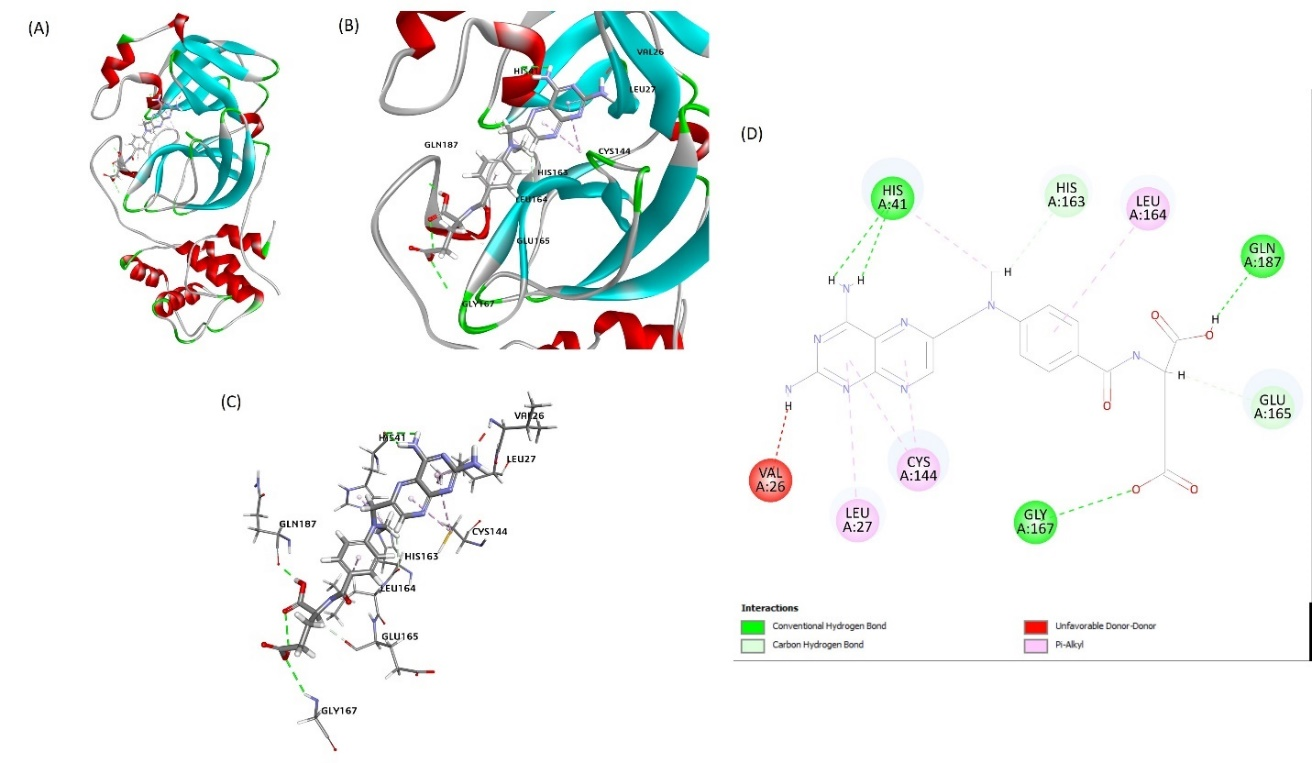 (A)
(B)
VAL26
HIS41
LEU27
GLN187
CYS144
HIS163
LEU164
GLU165
GLY167
(C)
VAL26
HIS41
LEU27
GLN187
CYS144
HIS163
LEU164
GLU165
GLY167
(D)
HIS
A:41
HIS
A:163
LEU
A:164
GLN
A:187
H
H
N
H
N
O
H
O
N
N
N
O
H
N
N
N
H
GLU
A:165
VAL
A:26
CYS
A:144
LEU
A:27
O
O
GLY
A:167
Interactions
Conventional Hydrogen Bond
Carbon Hydrogen Bond
Unfavorable Donor-Donor
Pi-Alkyl